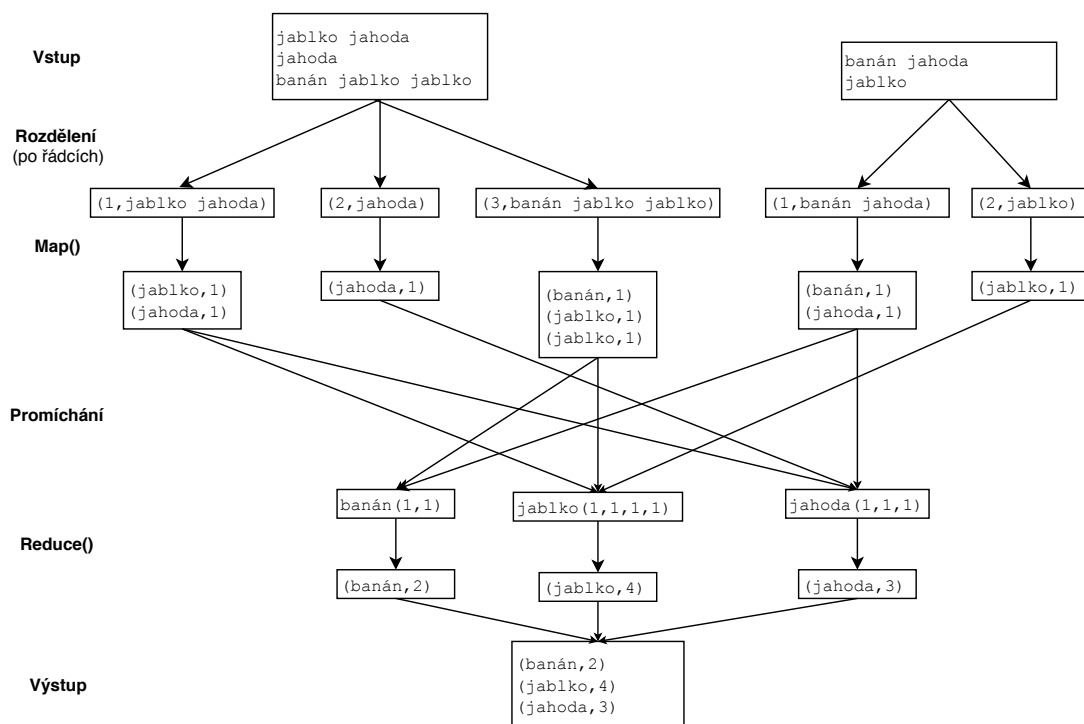 Vstup
jablko jahoda
jahoda
banán jablko jablko
banán jahoda
jablko
Rozdělení
(po řádcích)
(1,jablko jahoda)
(2,jahoda)
(3,banán jablko jablko)
(1,banán jahoda)
(2,jablko)
Map()
(jablko,1)
(jahoda,1)
(jahoda,1)
(banán,1)
(jablko,1)
(jablko,1)
(banán,1)
(jahoda,1)
(jablko,1)
Promíchání
banán(1,1)
jablko(1,1,1,1)
jahoda(1,1,1)
Reduce()
(banán,2)
(jablko,4)
(jahoda,3)
Výstup
(banán,2)
(jablko,4)
(jahoda,3)